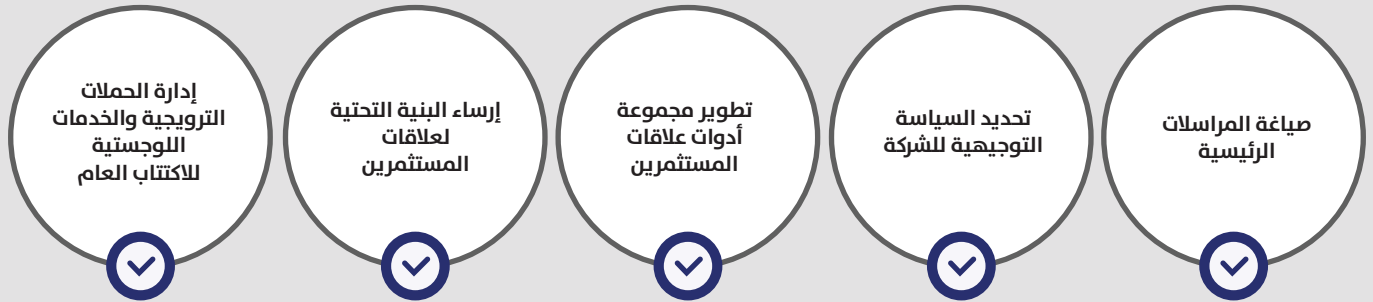 صياغة المراسلات
الرئيسية
تحديد السياسة
التوجيهية للشركة
تطوير مجموعة
أدوات علاقات
المستثمرين
إرساء البنية التحتية
لعلاقات
المستثمرين
إدارة الحملات
الترويجية والخدمات
اللوجستية
للاكتتاب العام